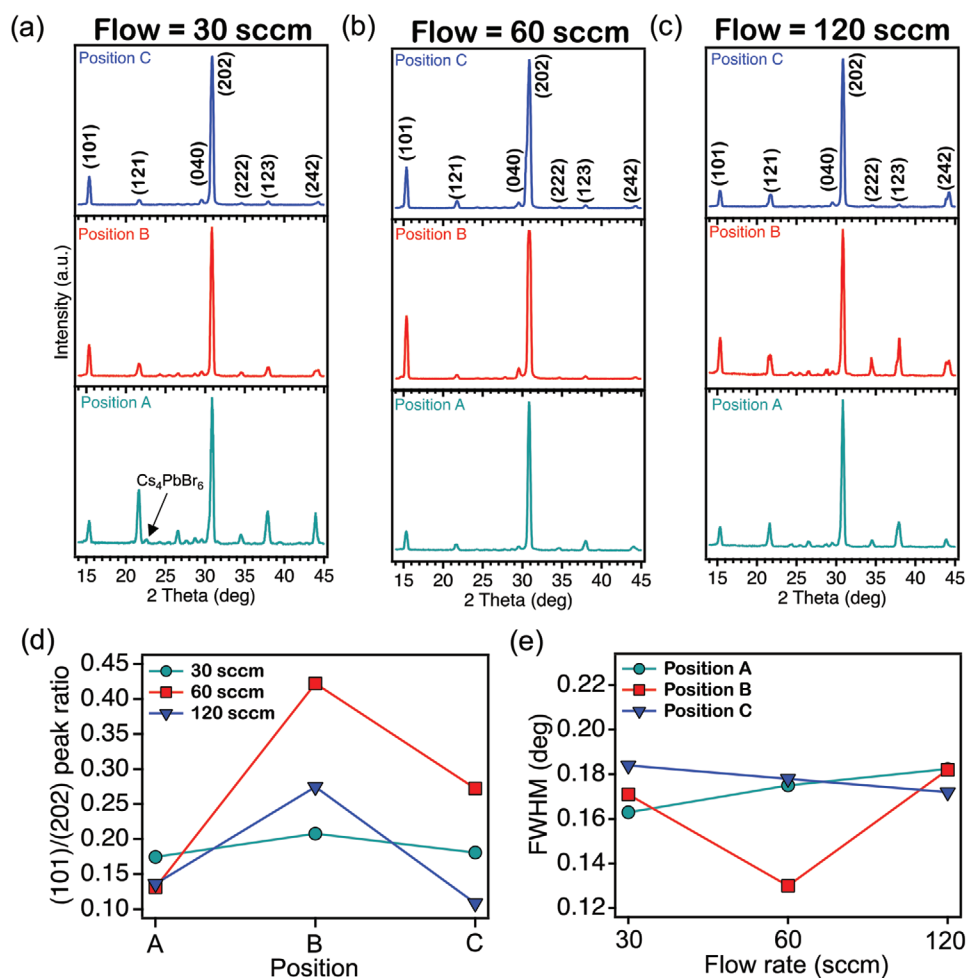 (a) Flow = 30 sccm
Position C
(101)
(121)
(040)
(202)
(222)
(123)
(242)
Position B
Intensity (a.u.)
Position A
Cs₄PbBr₆
15 20 25 30 35 40 45
2 Theta (deg)
(b) Flow = 60 sccm
Position C
(101)
(121)
(040)
(202)
(222)
(123)
(242)
Position B
Position A
15 20 25 30 35 40 45
2 Theta (deg)
(c) Flow = 120 sccm
Position C
(101)
(121)
(040)
(202)
(222)
(123)
(242)
Position B
Position A
15 20 25 30 35 40 45
2 Theta (deg)
(d)
(101)/(202) peak ratio
0.45
0.40
0.35
0.30
0.25
0.20
0.15
0.10
30 sccm
60 sccm
120 sccm
A B C
Position
(e)
FWHM (deg)
0.22
0.20
0.18
0.16
0.14
0.12
Position A
Position B
Position C
30 60 120
Flow rate (sccm)